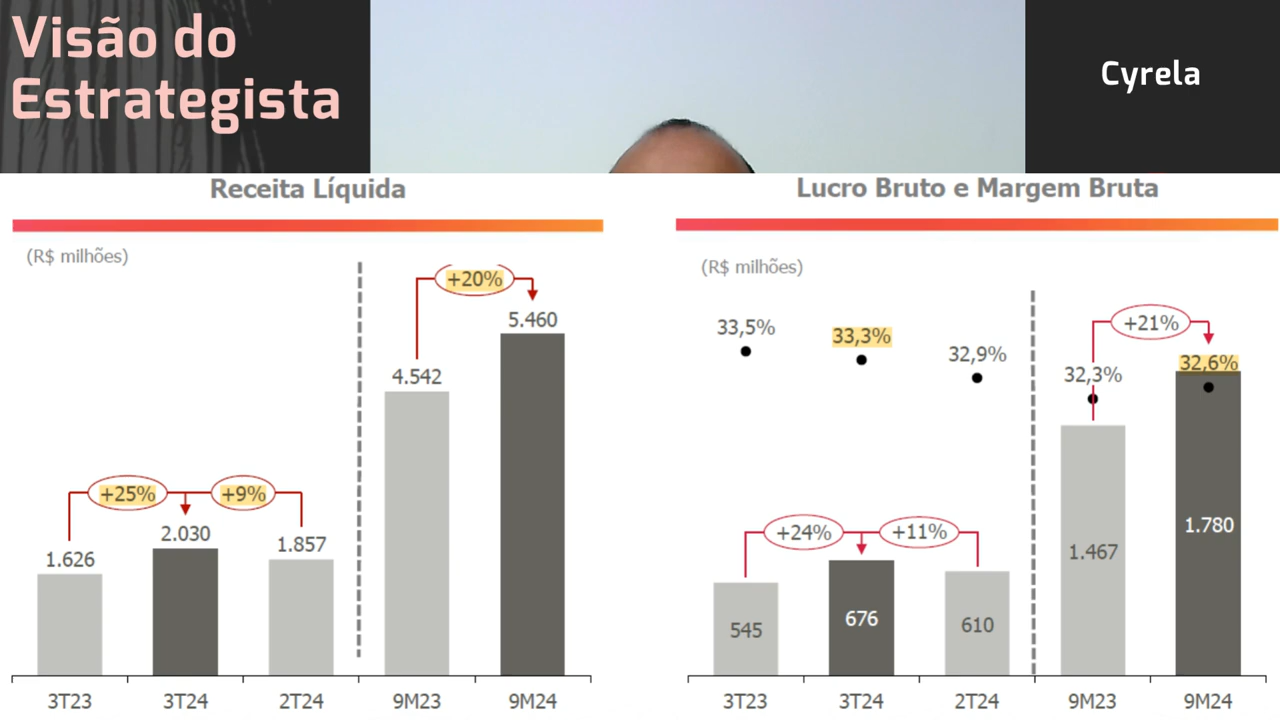 Visão do
Estrategista
Cyrela
Receita Líquida
(R$ milhões)
+20%
5.460
4.542
+25%
+9%
2.030
1.857
1.626
3T23
3T24
2T24
9M23
9M24
Lucro Bruto e Margem Bruta
(R$ milhões)
33,5%
33,3%
32,9%
+21%
32,3%
32,6%
+24%
+11%
545
676
610
1.467
1.780
3T23
3T24
2T24
9M23
9M24